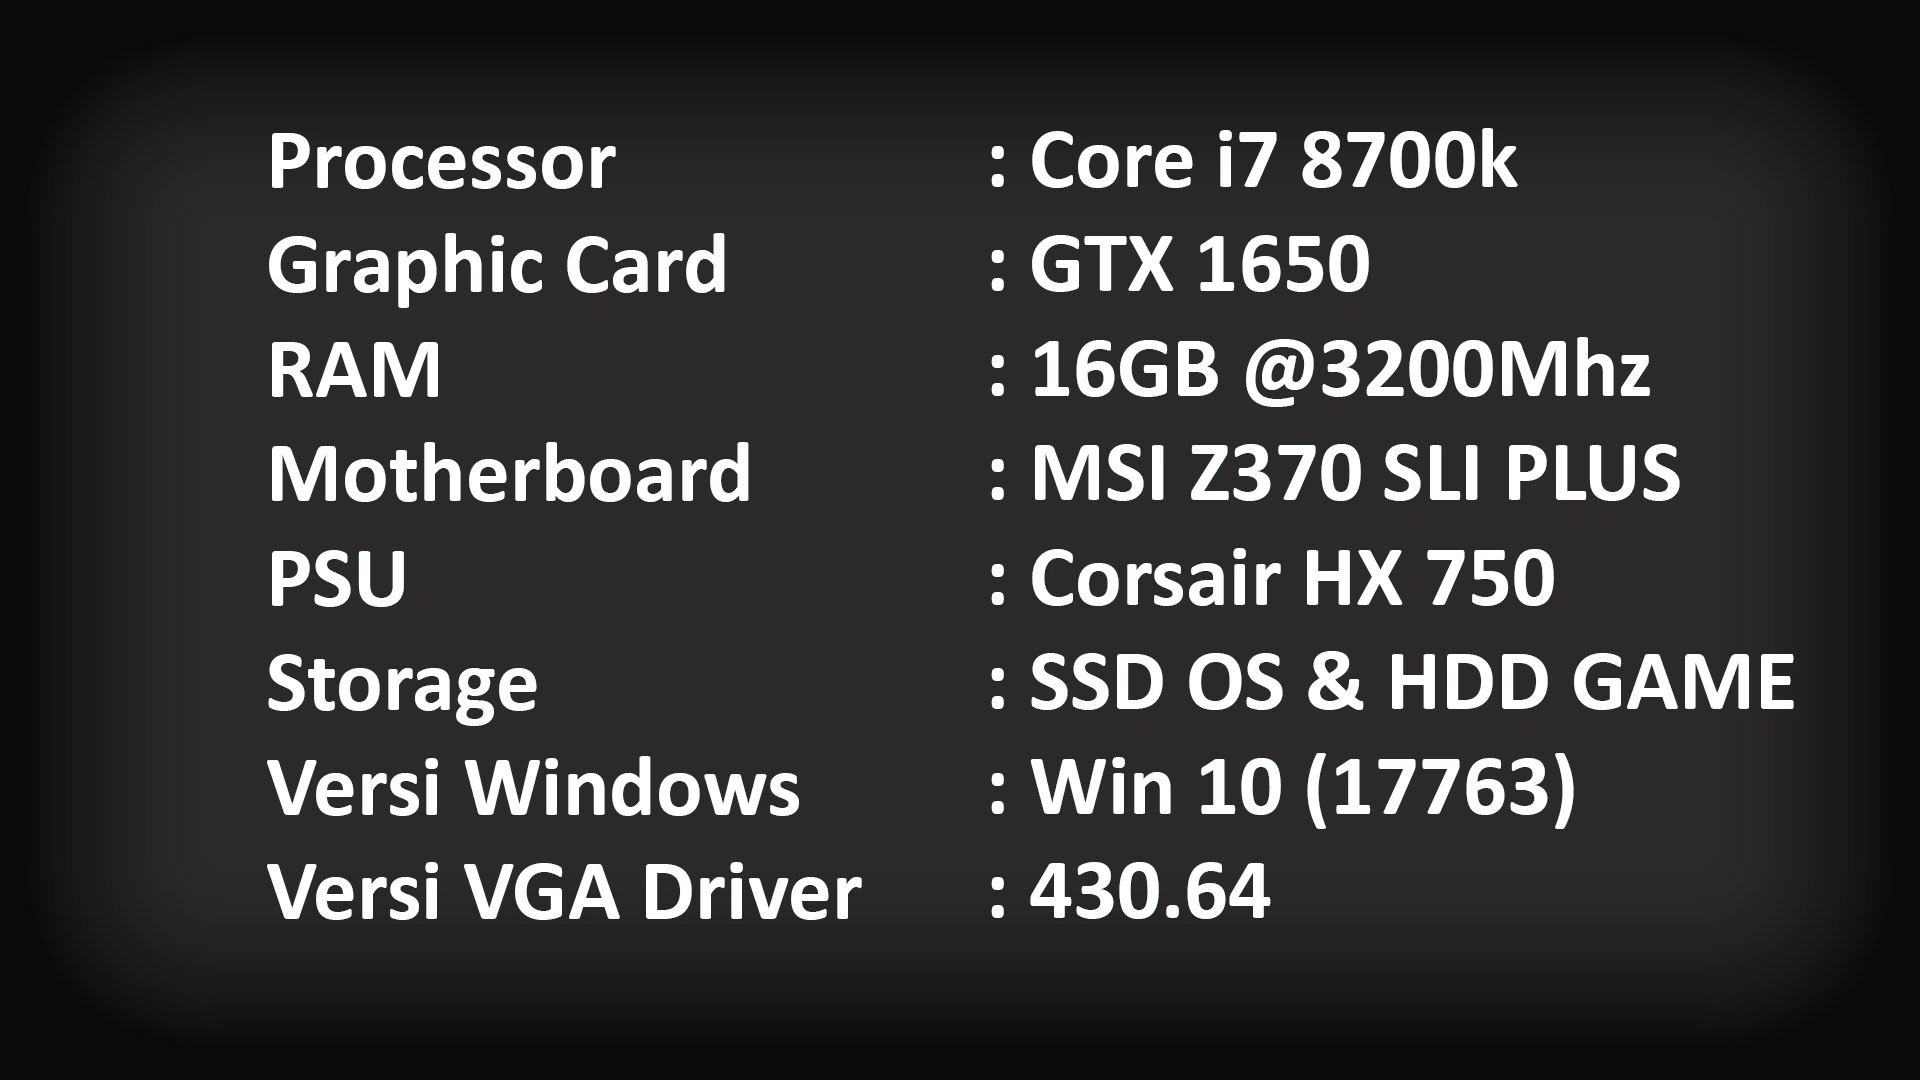 Processor : Core i7 8700k
Graphic Card : GTX 1650
RAM : 16GB @3200Mhz
Motherboard : MSI Z370 SLI PLUS
PSU : Corsair HX 750
Storage : SSD OS & HDD GAME
Versi Windows : Win 10 (17763)
Versi VGA Driver : 430.64